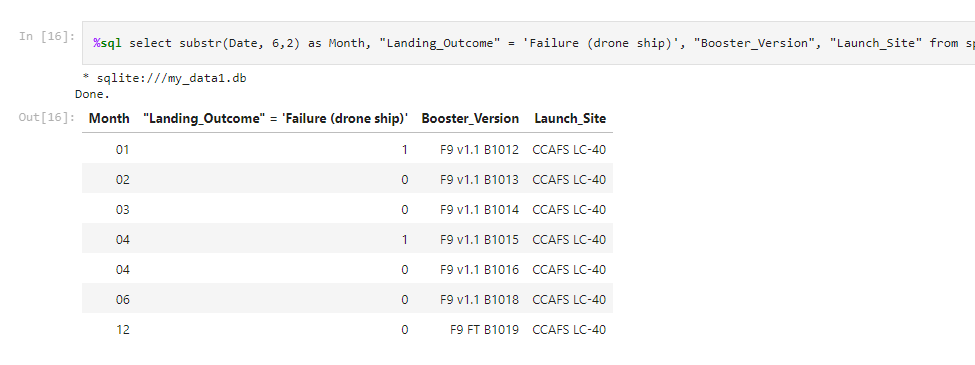 In [16]: %sql select substr(Date, 6,2) as Month, "Landing_Outcome" = 'Failure (drone ship)', "Booster_Version", "Launch_Site" from sp
* sqlite:///my_data1.db
Done.
Out[16]: Month "Landing_Outcome" = 'Failure (drone ship)' Booster_Version Launch_Site
01 1 F9 v1.1 B1012 CCAFS LC-40
02 0 F9 v1.1 B1013 CCAFS LC-40
03 0 F9 v1.1 B1014 CCAFS LC-40
04 1 F9 v1.1 B1015 CCAFS LC-40
04 0 F9 v1.1 B1016 CCAFS LC-40
06 0 F9 v1.1 B1018 CCAFS LC-40
12 0 F9 FT B1019 CCAFS LC-40